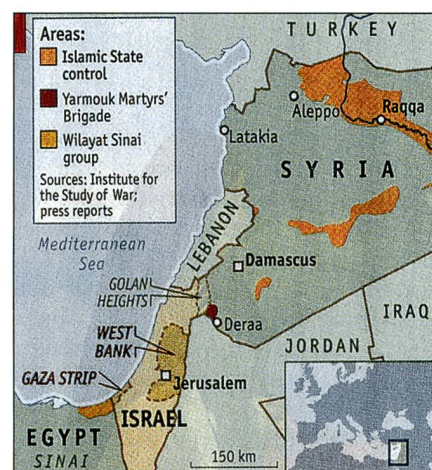 Areas:
Islamic State
control
Yarmouk Martyrs'
Brigade
Wilayat Sinai
group
Sources: Institute for
the Study of War;
press reports
TURKEY
Aleppo
Raqqa
Latakia
SYRIA
Mediterranean
Sea
LEBANON
Damascus
GOLAN
HEIGHTS
Deraa
IRAQ
WEST
BANK
JORDAN
GAZA STRIP
Jerusalem
ISRAEL
EGYPT
SINAI
150 km